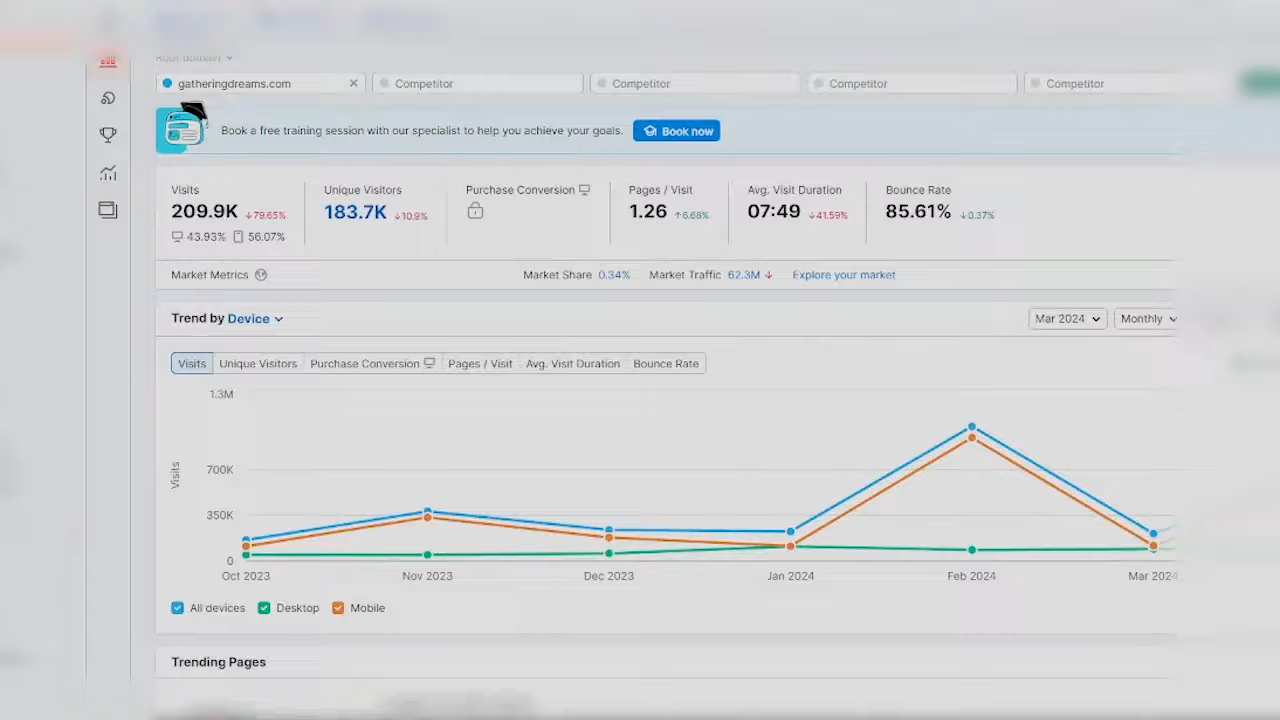 Root domain
gatheringdreams.com Competitor Competitor Competitor Competitor
Book a free training session with our specialist to help you achieve your goals. Book now
Visits Unique Visitors Purchase Conversion Pages / Visit Avg. Visit Duration Bounce Rate
209.9K ↓79.65% 183.7K ↓10.9% 1.26 ↑6.68% 07:49 ↓41.59% 85.61% ↓0.37%
43.93% 56.07%
Market Metrics Market Share 0.34% Market Traffic 62.3M ↓ Explore your market
Trend by Device Mar 2024 Monthly
Visits Unique Visitors Purchase Conversion Pages / Visit Avg. Visit Duration Bounce Rate
1.3M
700K
Visits
350K
0
Oct 2023 Nov 2023 Dec 2023 Jan 2024 Feb 2024 Mar 2024
All devices Desktop Mobile
Trending Pages